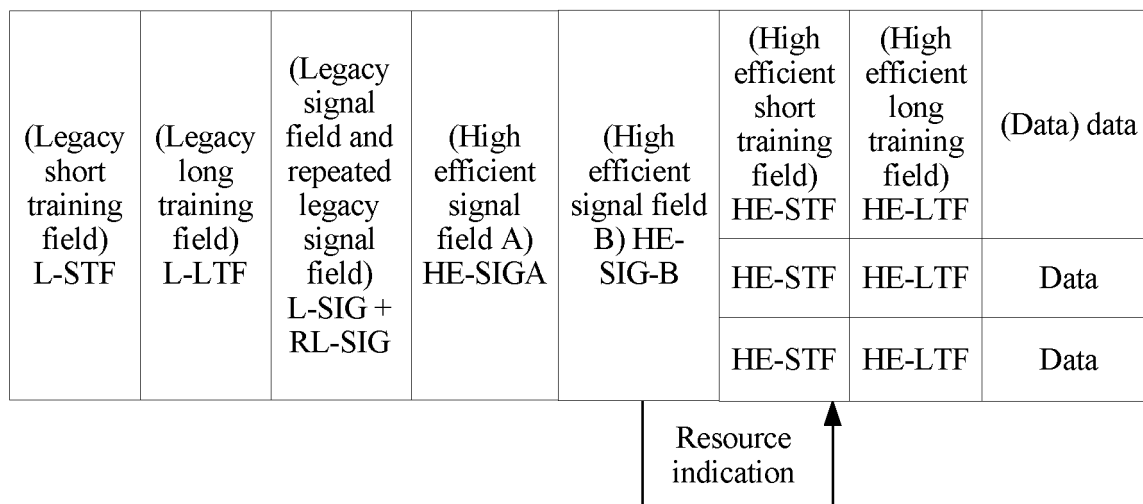 (Legacy
short
training
field)
L-STF
(Legacy
long
training
field)
L-LTF
(Legacy
signal
field and
repeated
legacy
signal
field)
L-SIG +
RL-SIG
(High
efficient
signal
field A)
HE-SIGA
(High
efficient
signal field
B) HE-
SIG-B
(High
efficient
short
training
field)
HE-STF
(High
efficient
long
training
field)
HE-LTF
(Data) data
HE-STF
HE-LTF
Data
HE-STF
HE-LTF
Data
Resource
indication